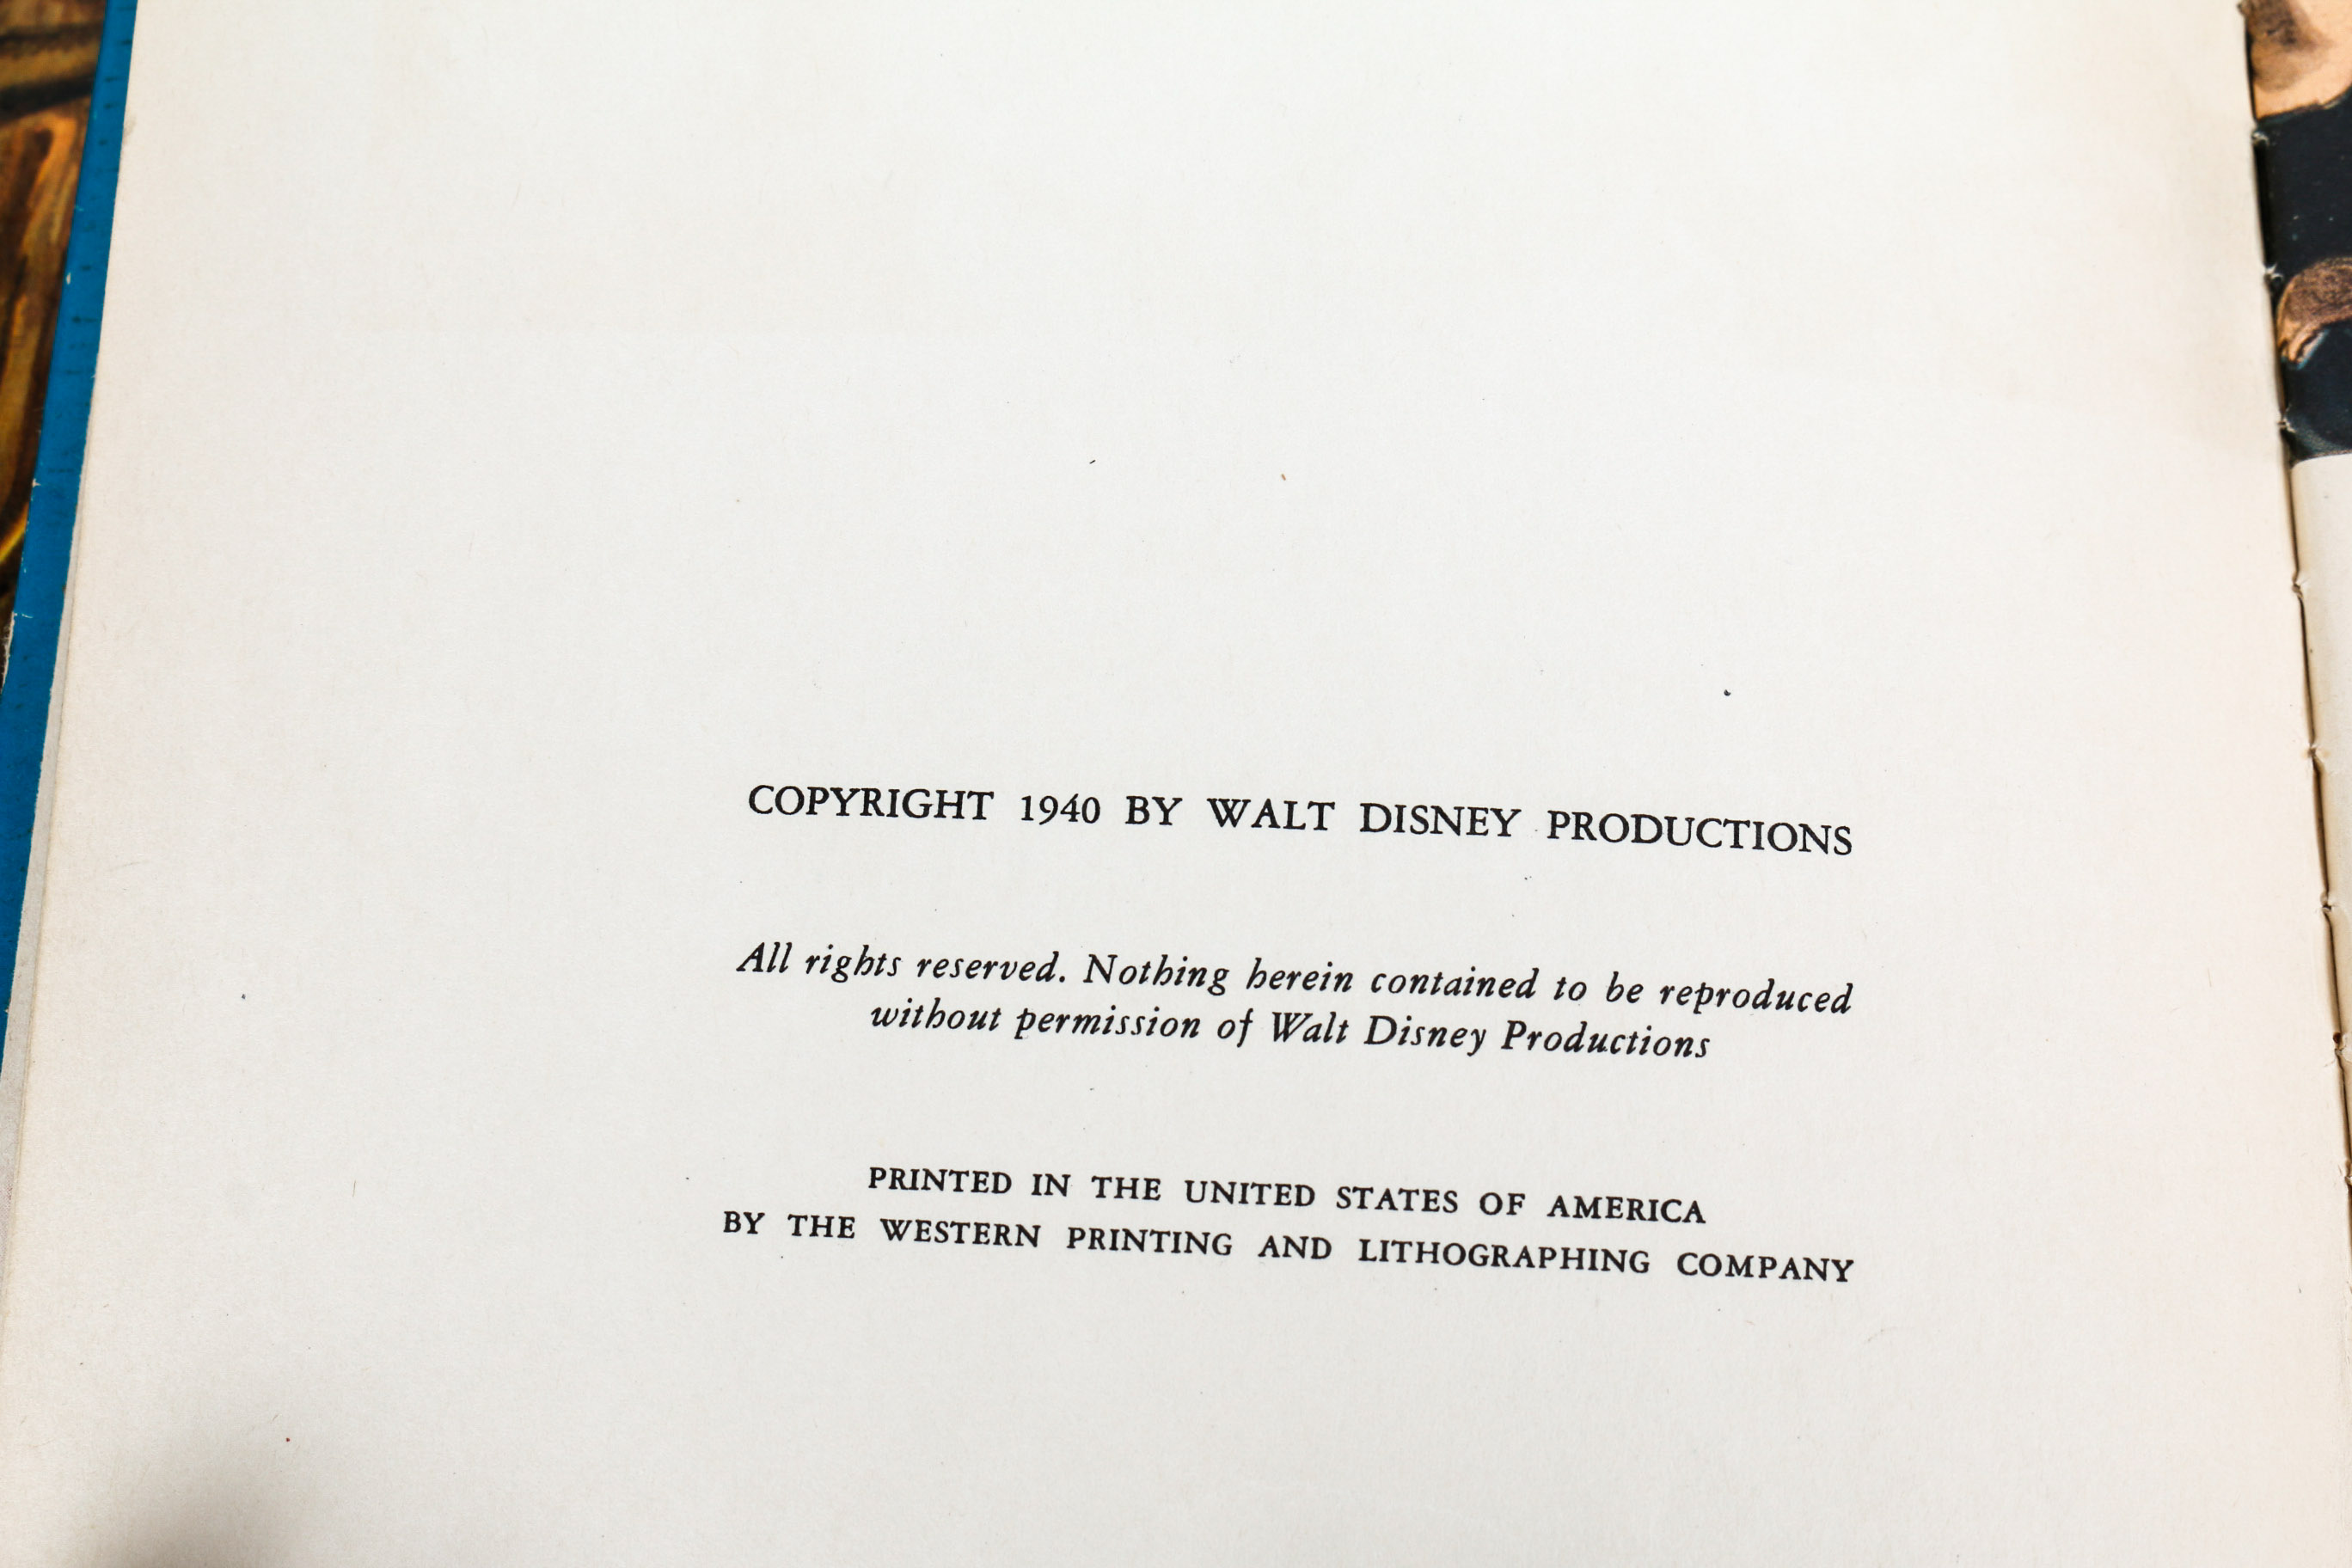 COPYRIGHT 1940 BY WALT DISNEY PRODUCTIONS
All rights reserved. Nothing herein contained to be reproduced
without permission of Walt Disney Productions
PRINTED IN THE UNITED STATES OF AMERICA
BY THE WESTERN PRINTING AND LITHOGRAPHING COMPANY